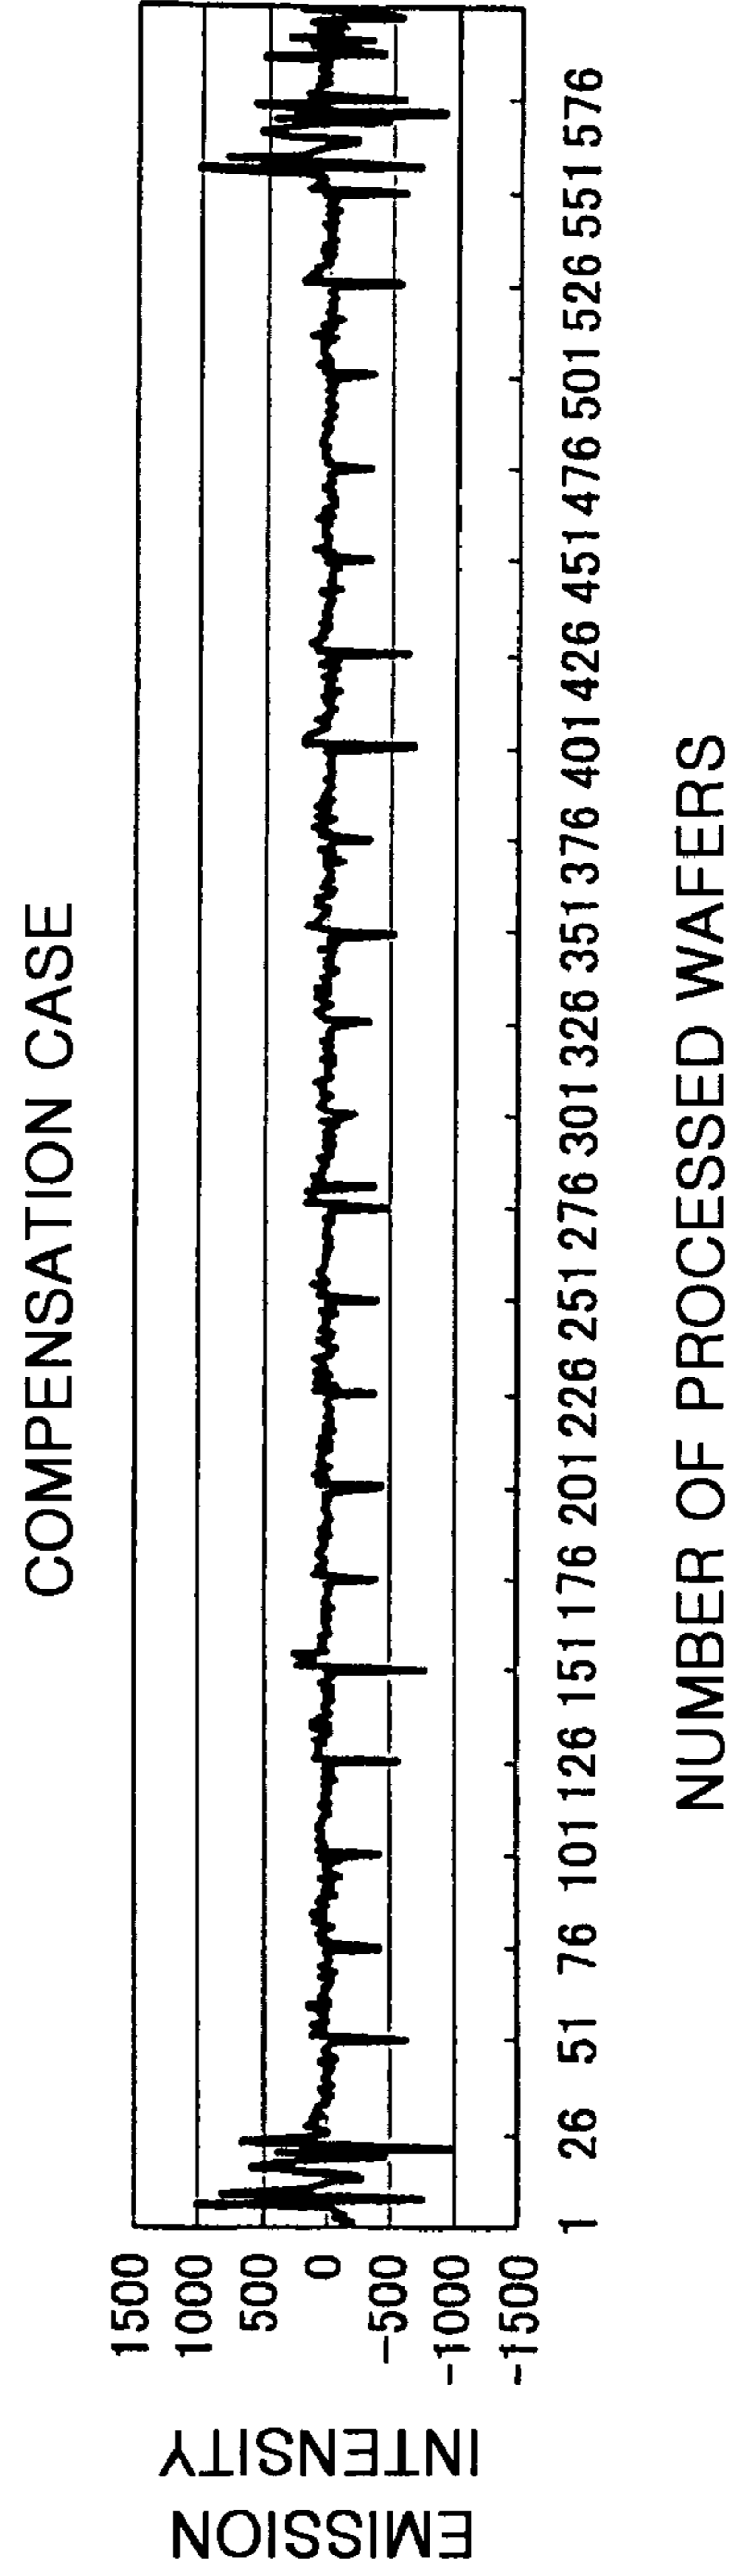 COMPENSATION CASE
EMISSION
INTENSITY
1500
1000
500
0
-500
-1000
-1500
1 26 51 76 101 126 151 176 201 226 251 276 301 326 351 376 401 426 451 476 501 526 551 576
NUMBER OF PROCESSED WAFERS